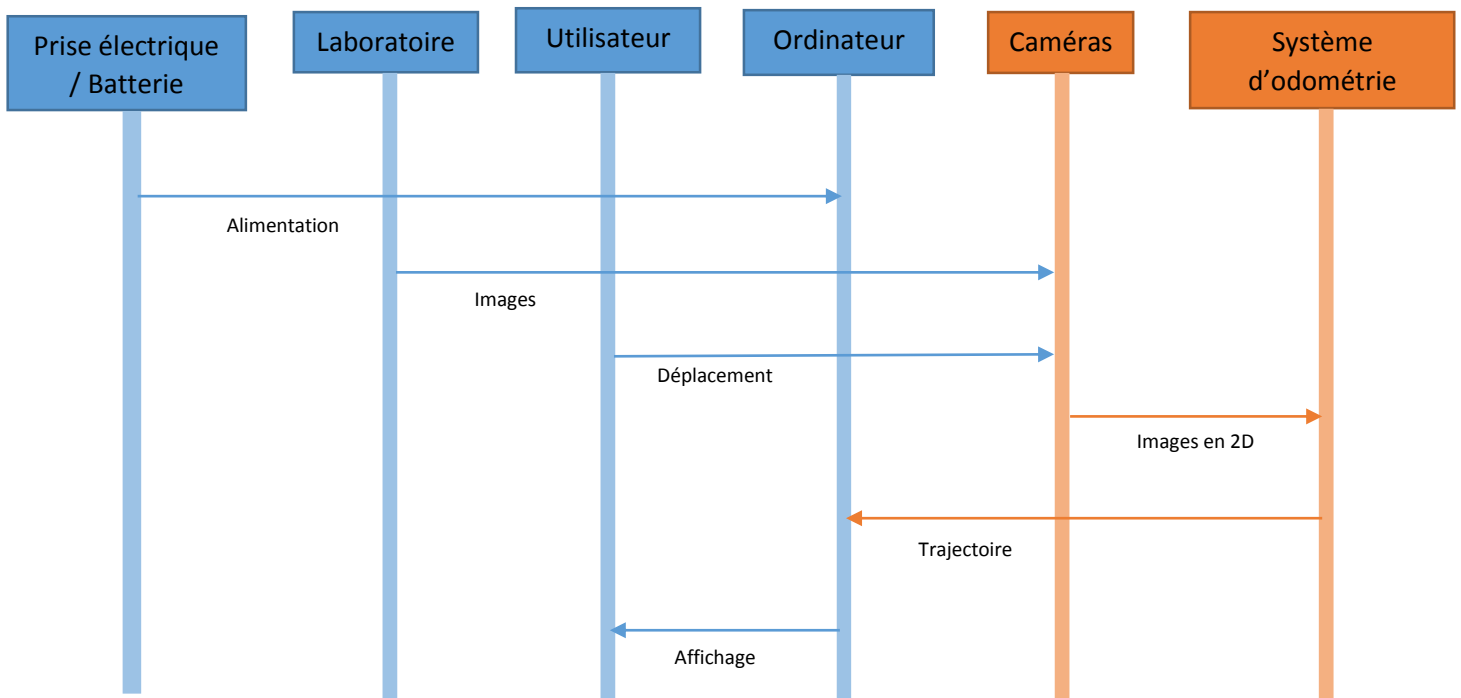 Prise électrique
/ Batterie
Laboratoire
Utilisateur
Ordinateur
Caméras
Système
d’odométrie
Alimentation
Images
Déplacement
Images en 2D
Trajectoire
Affichage